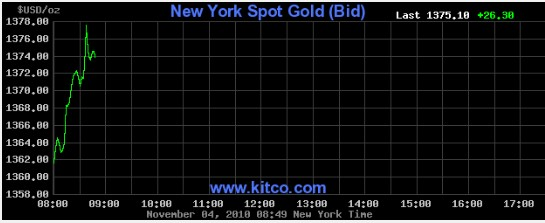 $USD/oz New York Spot Gold (Bid) Last 1375.10 +26.30
1378.00
1376.00
1374.00
1372.00
1370.00
1368.00
1366.00
1364.00
1362.00
1360.00
1358.00
08:00 09:00 10:00 11:00 12:00 13:00 14:00 15:00 16:00 17:00
www.kitco.com
November 04, 2010 08:49 New York Time